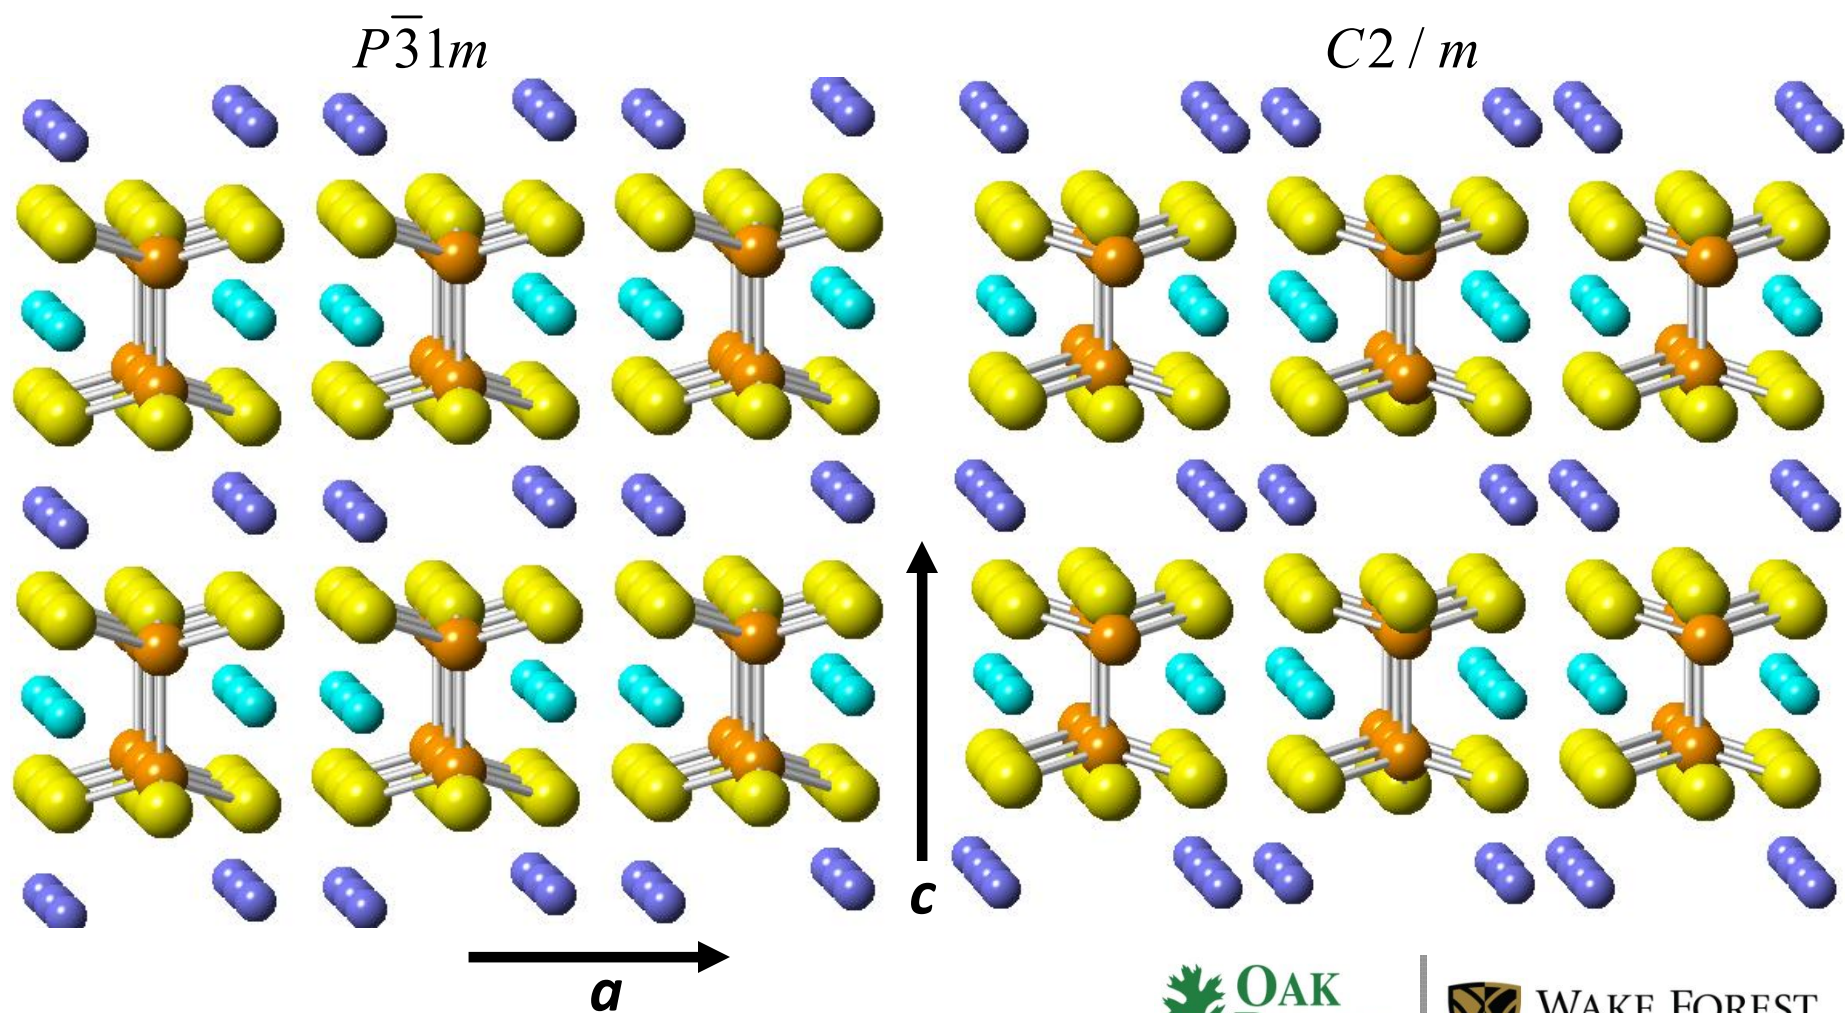 P3̅1m
C2 / m
c
a
OAK
WAKE FOREST